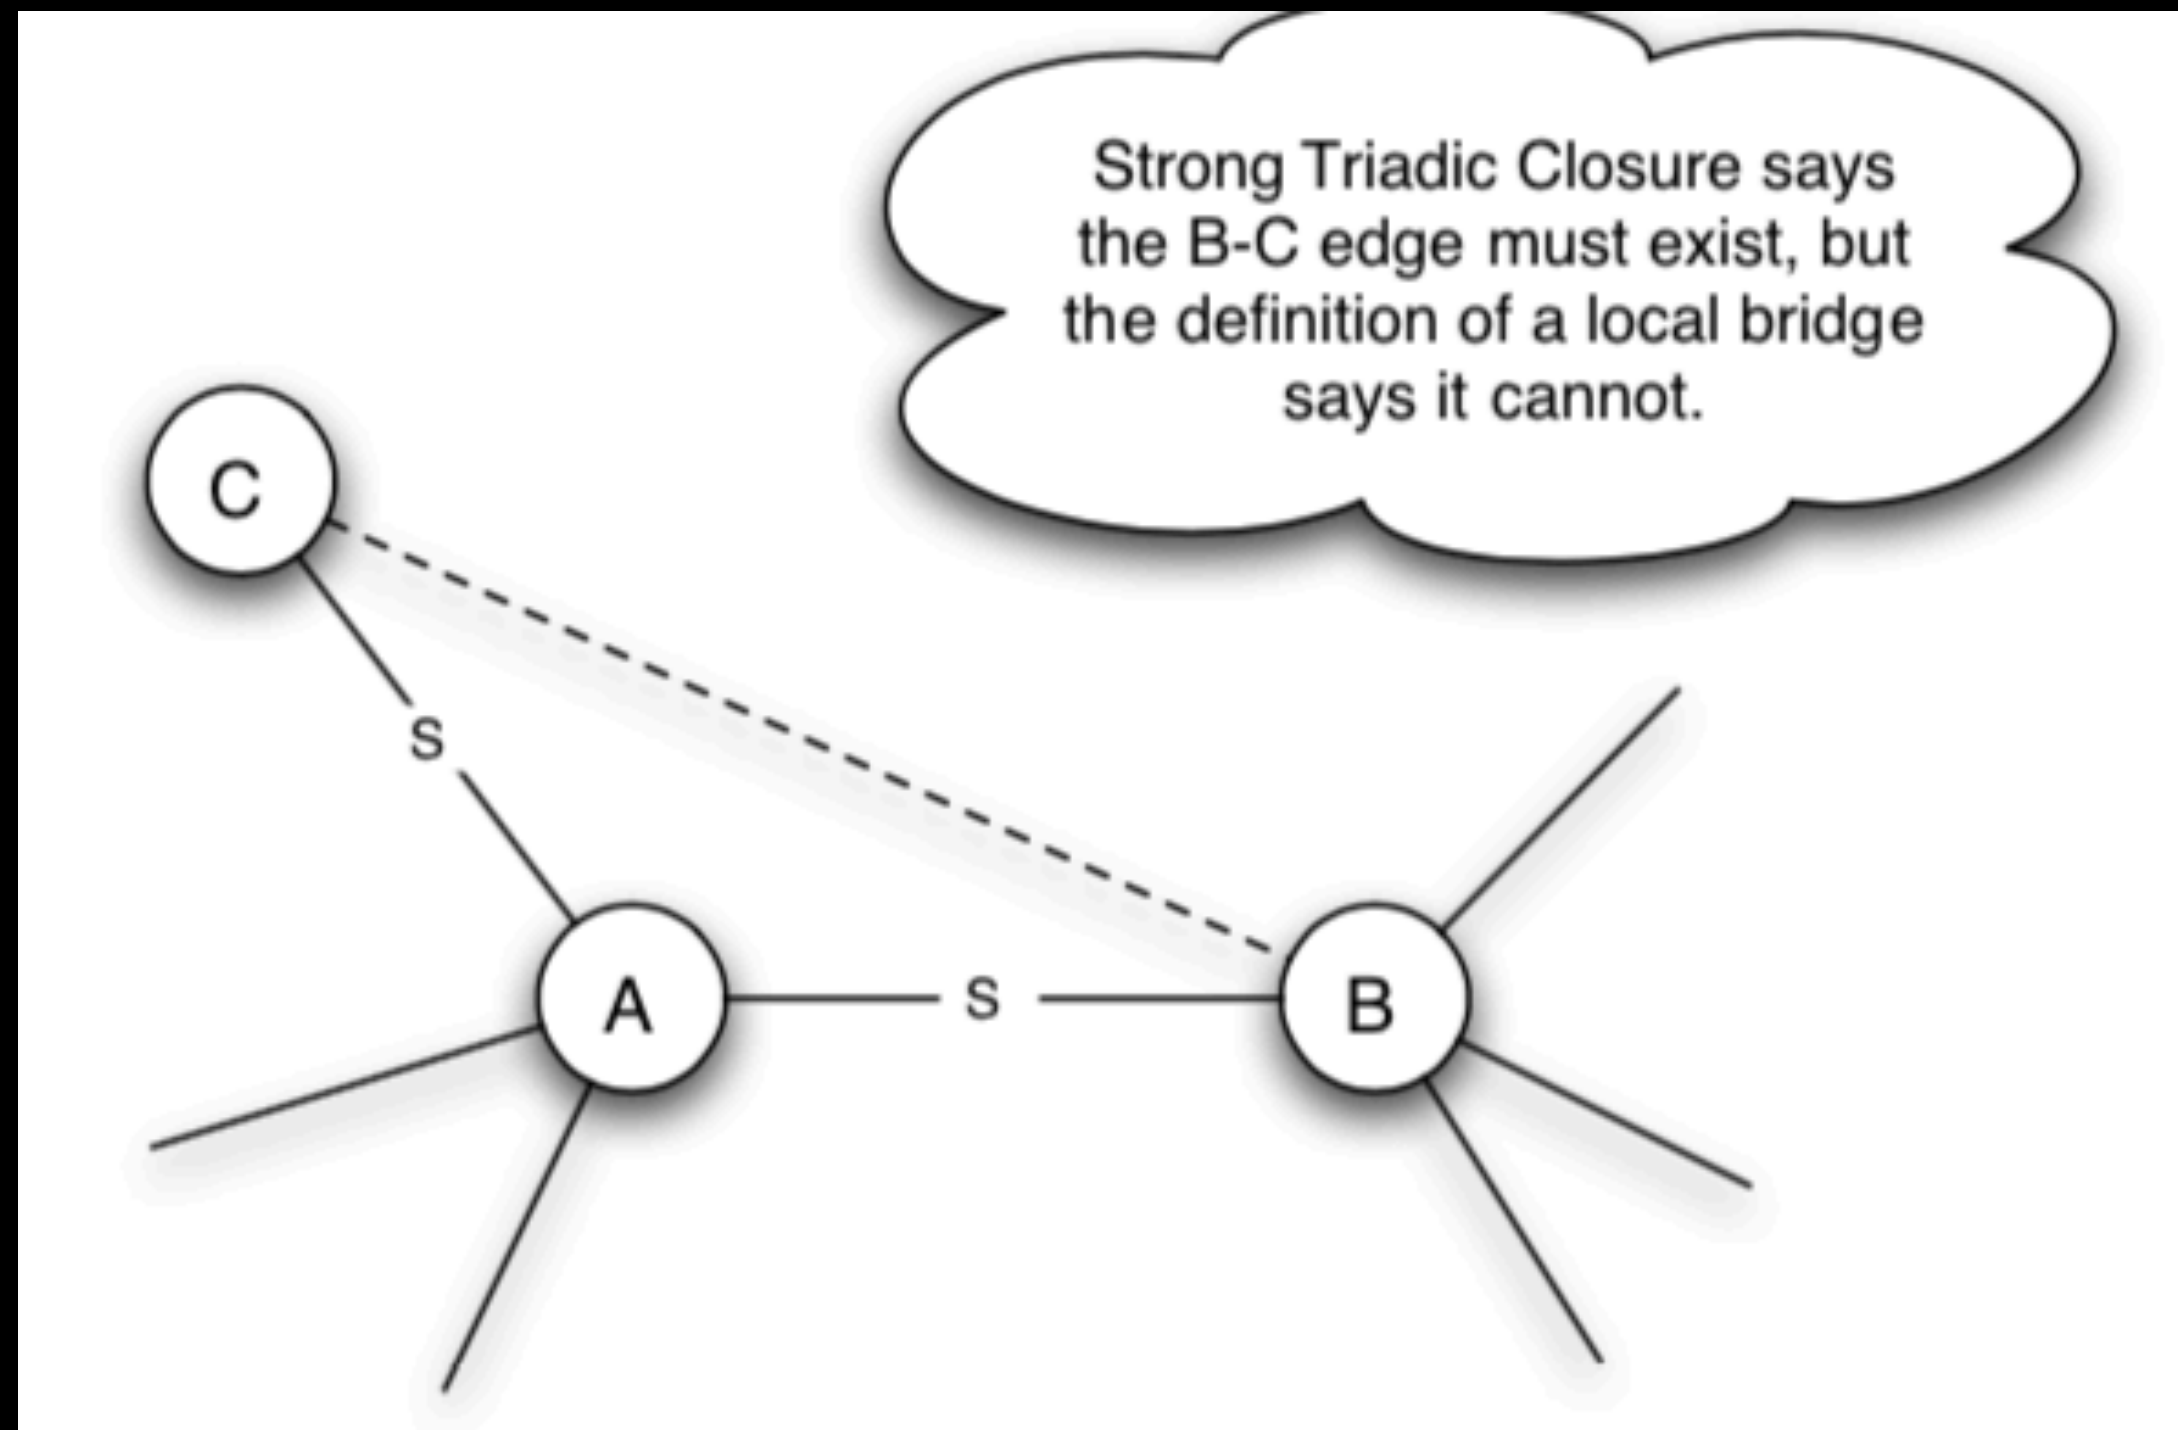 Strong Triadic Closure says
the B-C edge must exist, but
the definition of a local bridge
says it cannot.
C
S
A
S
B